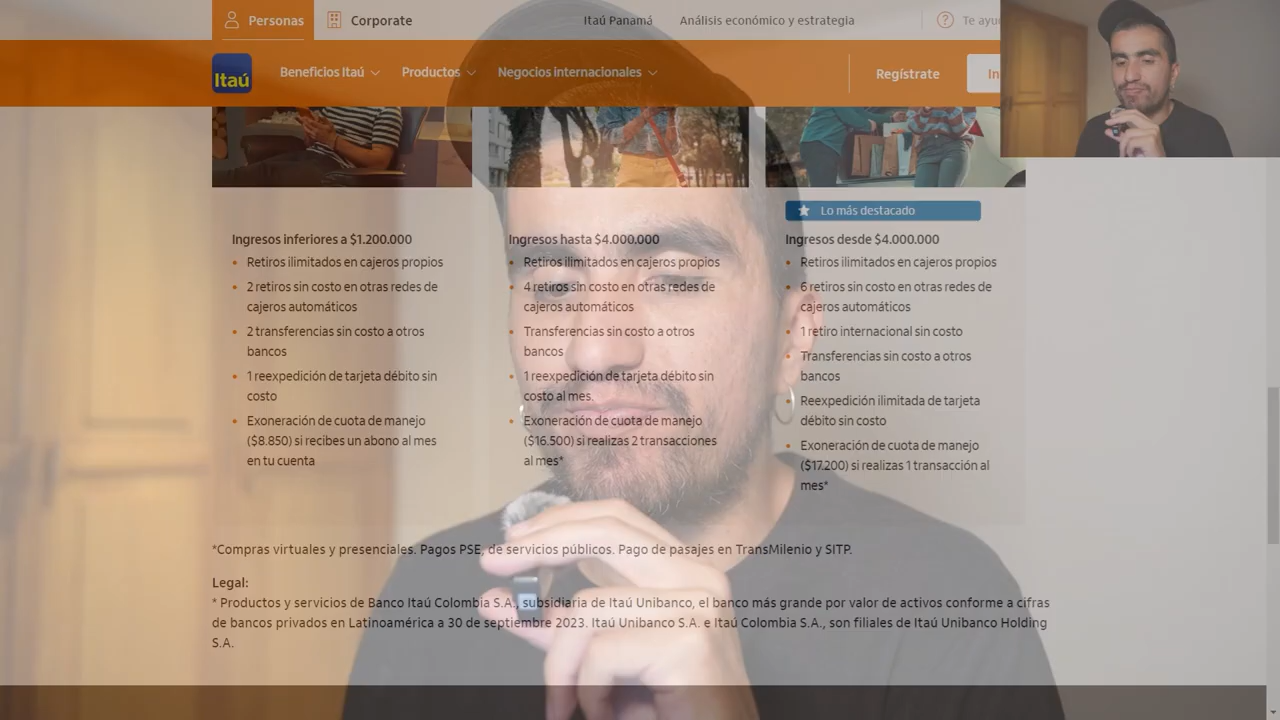 Personas
Corporate
Itaú Panamá
Análisis económico y estrategia
Te
Itaú
Beneficios Itaú
Productos
Negocios internacionales
Regístrate
Lo más destacado
Ingresos inferiores a $1.200.000
• Retiros ilimitados en cajeros propios
• 2 retiros sin costo en otras redes de
cajeros automáticos
• 2 transferencias sin costo a otros
bancos
• 1 reexpedición de tarjeta débito sin
costo
• Exoneración de cuota de manejo
($8.850) si recibes un abono al mes
en tu cuenta
Ingresos hasta $4.000.000
• Retiros ilimitados en cajeros propios
• 4 retiros sin costo en otras redes de
cajeros automáticos
• Transferencias sin costo a otros
bancos
• 1 reexpedición de tarjeta débito sin
costo al mes.
• Exoneración de cuota de manejo
($16.500) si realizas 2 transacciones
al mes*
Ingresos desde $4.000.000
• Retiros ilimitados en cajeros propios
• 6 retiros sin costo en otras redes de
cajeros automáticos
• 1 retiro internacional sin costo
• Transferencias sin costo a otros
bancos
• Reexpedición ilimitada de tarjeta
débito sin costo
• Exoneración de cuota de manejo
($17.200) si realizas 1 transacción al
mes*
*Compras virtuales y presenciales. Pagos PSE, de servicios públicos. Pago de pasajes en TransMilenio y SITP.
Legal:
* Productos y servicios de Banco Itaú Colombia S.A., subsidiaria de Itaú Unibanco, el banco más grande por valor de activos conforme a cifras
de bancos privados en Latinoamérica a 30 de septiembre 2023. Itaú Unibanco S.A. e Itaú Colombia S.A., son filiales de Itaú Unibanco Holding
S.A.